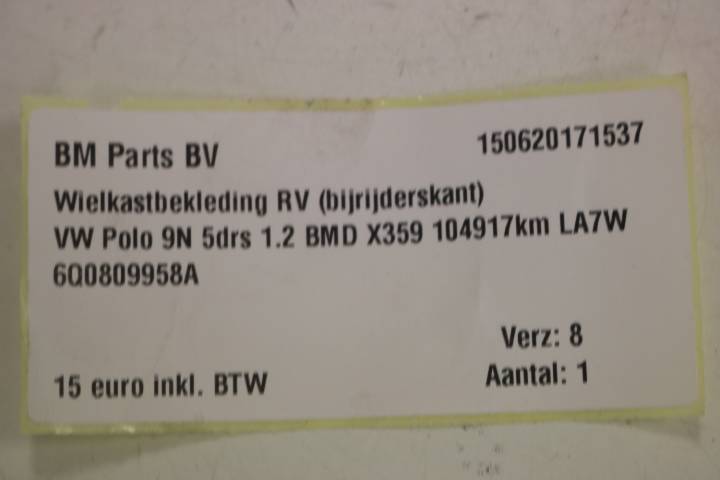 BM Parts BV 150620171537
Wielkastbekleding RV (bijrijderskant)
VW Polo 9N 5drs 1.2 BMD X359 104917km LA7W
6Q0809958A
Verz: 8
15 euro inkl. BTW Aantal: 1